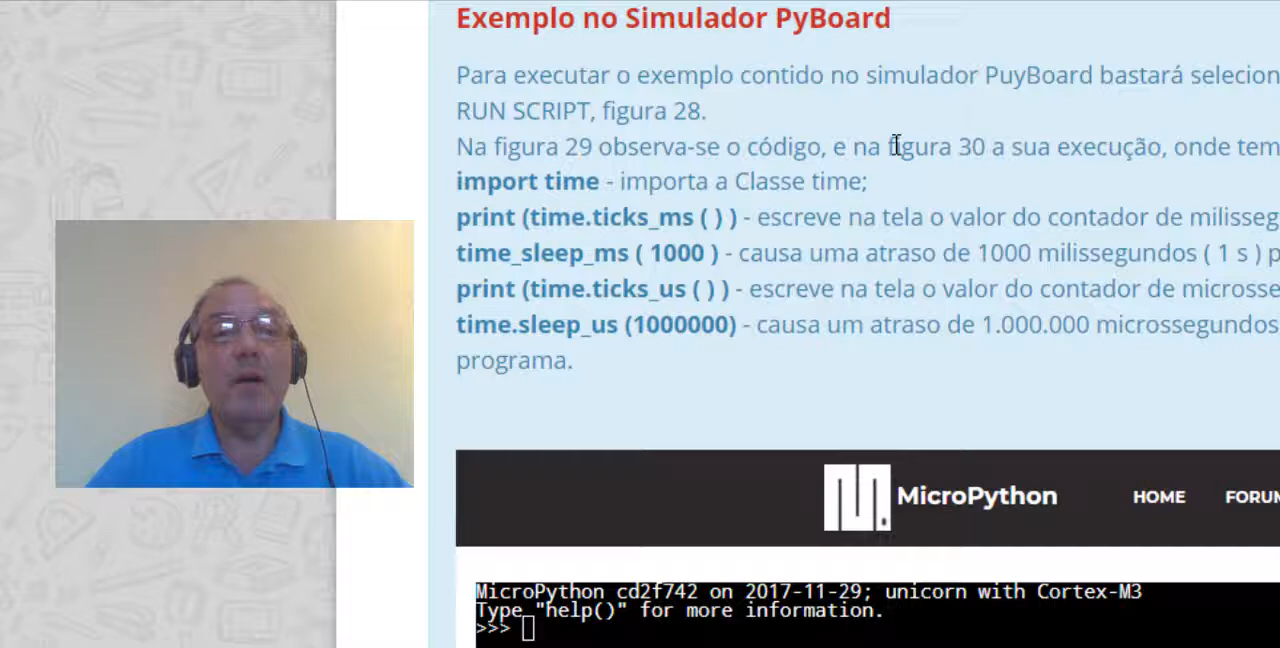 Exemplo no Simulador PyBoard
Para executar o exemplo contido no simulador PuyBoard bastará selecion
RUN SCRIPT, figura 28.
Na figura 29 observa-se o código, e na figura 30 a sua execução, onde tem
import time - importa a Classe time;
print (time.ticks_ms ( ) ) - escreve na tela o valor do contador de milisseg
time_sleep_ms ( 1000 ) - causa uma atraso de 1000 milissegundos ( 1 s ) p
print (time.ticks_us ( ) ) - escreve na tela o valor do contador de microsse
time.sleep_us (1000000) - causa um atraso de 1.000.000 microssegundos
programa.
MicroPython HOME FORUM
MicroPython cd2f742 on 2017-11-29; unicorn with Cortex-M3
Type "help()" for more information.
>>>